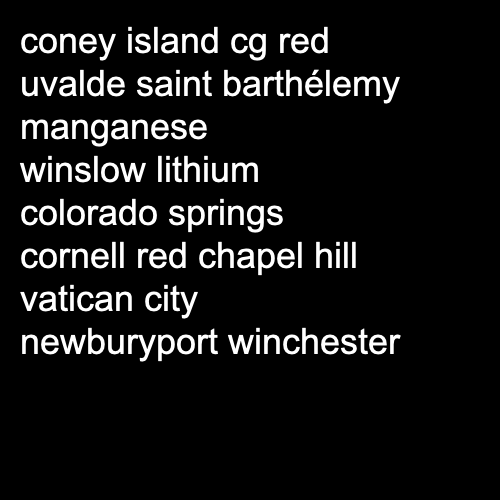 coney island cg red
uvalde saint barthélemy
manganese
winslow lithium
colorado springs
cornell red chapel hill
vatican city
newburyport winchester